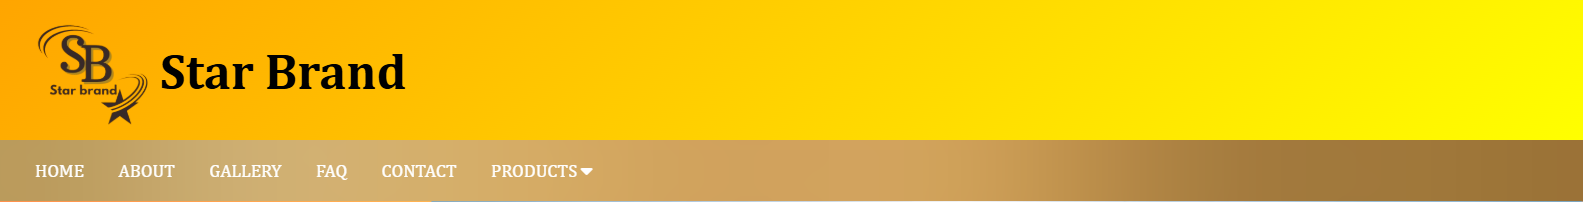 SB
Star brand
Star Brand
HOME ABOUT GALLERY FAQ CONTACT PRODUCTS